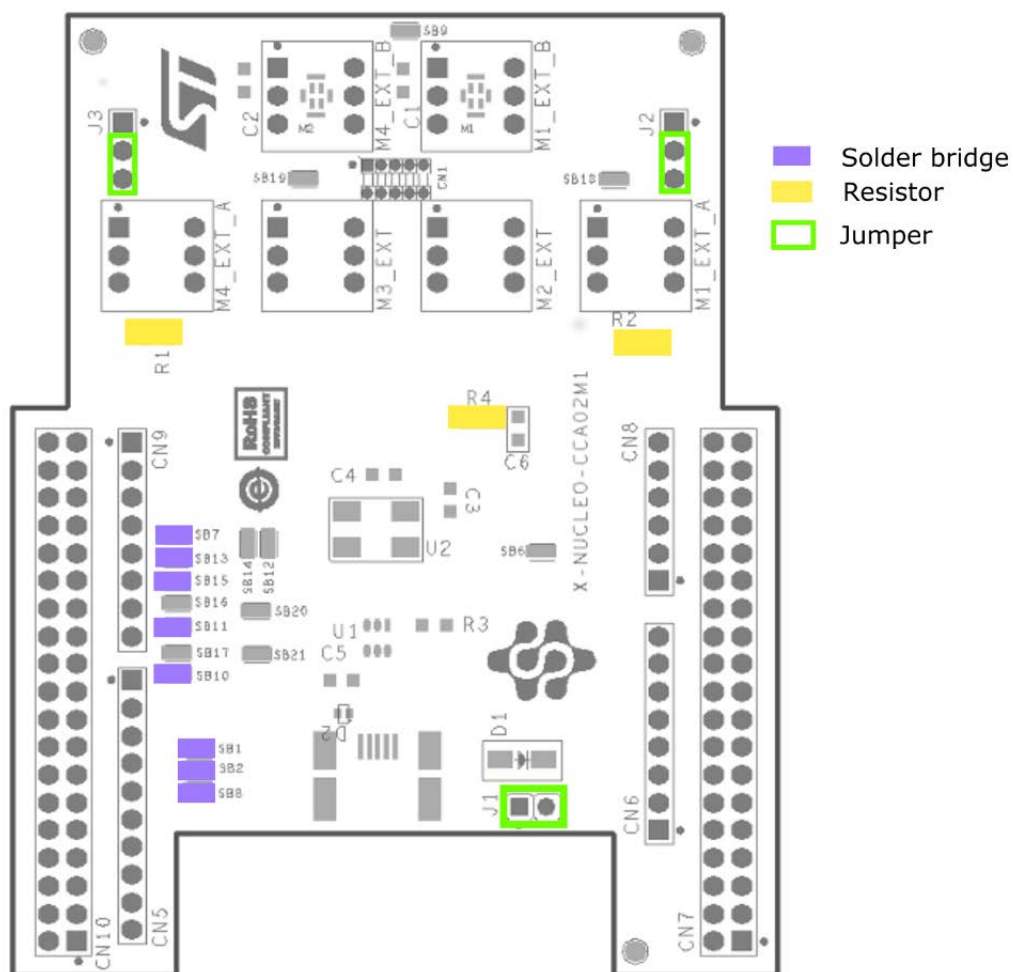 SB9
J3
C2
M2
M4_EXT_B
C1
M1
M1_EXT_B
J2
SB19
CN1
SB18
M4_EXT_A
M3_EXT
M2_EXT
M1_EXT_A
Solder bridge
Resistor
Jumper
R1
R2
RoHS
COMPLIANT
R4
C6
X-NUCLEO-CCA02M1
CN9
CN8
C4
C3
U2
SB7
SB13
SB15
SB16
SB11
SB17
SB10
SB14
SB12
SB20
SB21
SB6
U1
R3
C5
D2
D1
SB1
SB2
SB8
J1
CN6
CN10
CN5
CN7
ST
e